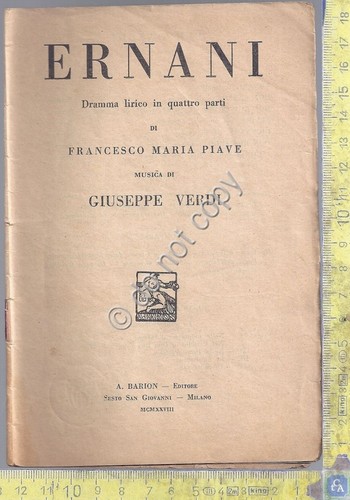 ERNANI
Dramma lirico in quattro parti
DI
FRANCESCO MARIA PIAVE
MUSICA DI
GIUSEPPE VERDI
© do not copy
A. BARION — EDITORE
SESTO SAN GIOVANNI — MILANO
MCMXXVIII